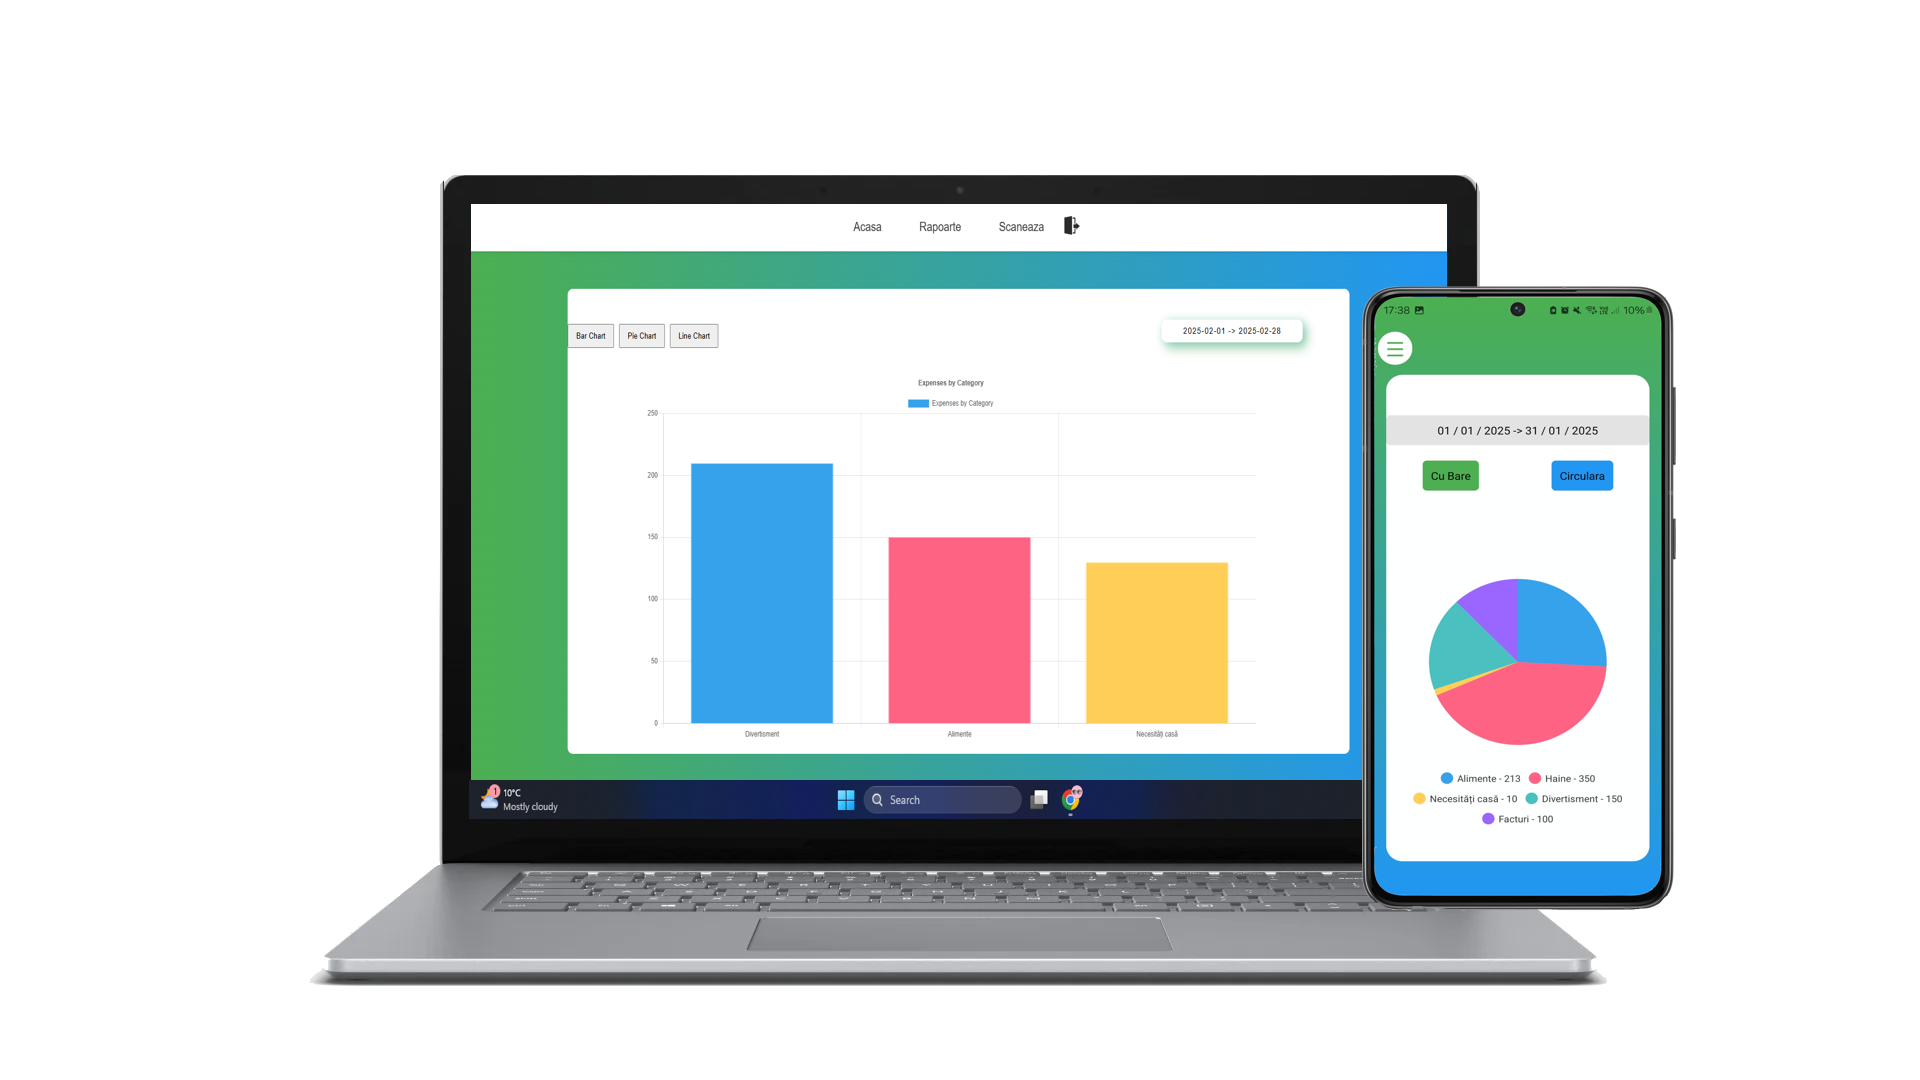 Acasa Rapoarte Scaneaza
Bar Chart Pie Chart Line Chart
2025-02-01 -> 2025-02-28
Expenses by Category
Expenses by Category
250
200
150
100
50
0
Divertisment Alimente Necesități casă
1
10°C
Mostly cloudy
Search
17:38 10%
01 / 01 / 2025 -> 31 / 01 / 2025
Cu Bare Circulara
Alimente - 213 Haine - 350
Necesități casă - 10 Divertisment - 150
Facturi - 100